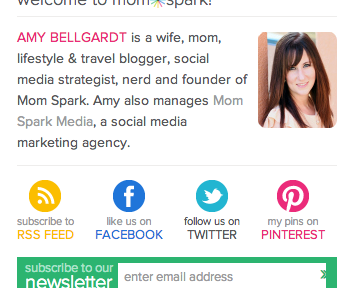 welcome to mom spark!
AMY BELLGARDT is a wife, mom,
lifestyle & travel blogger, social
media strategist, nerd and founder of
Mom Spark. Amy also manages Mom
Spark Media, a social media
marketing agency.
subscribe to
RSS FEED
like us on
FACEBOOK
follow us on
TWITTER
my pins on
PINTEREST
subscribe to our
newsletter
enter email address